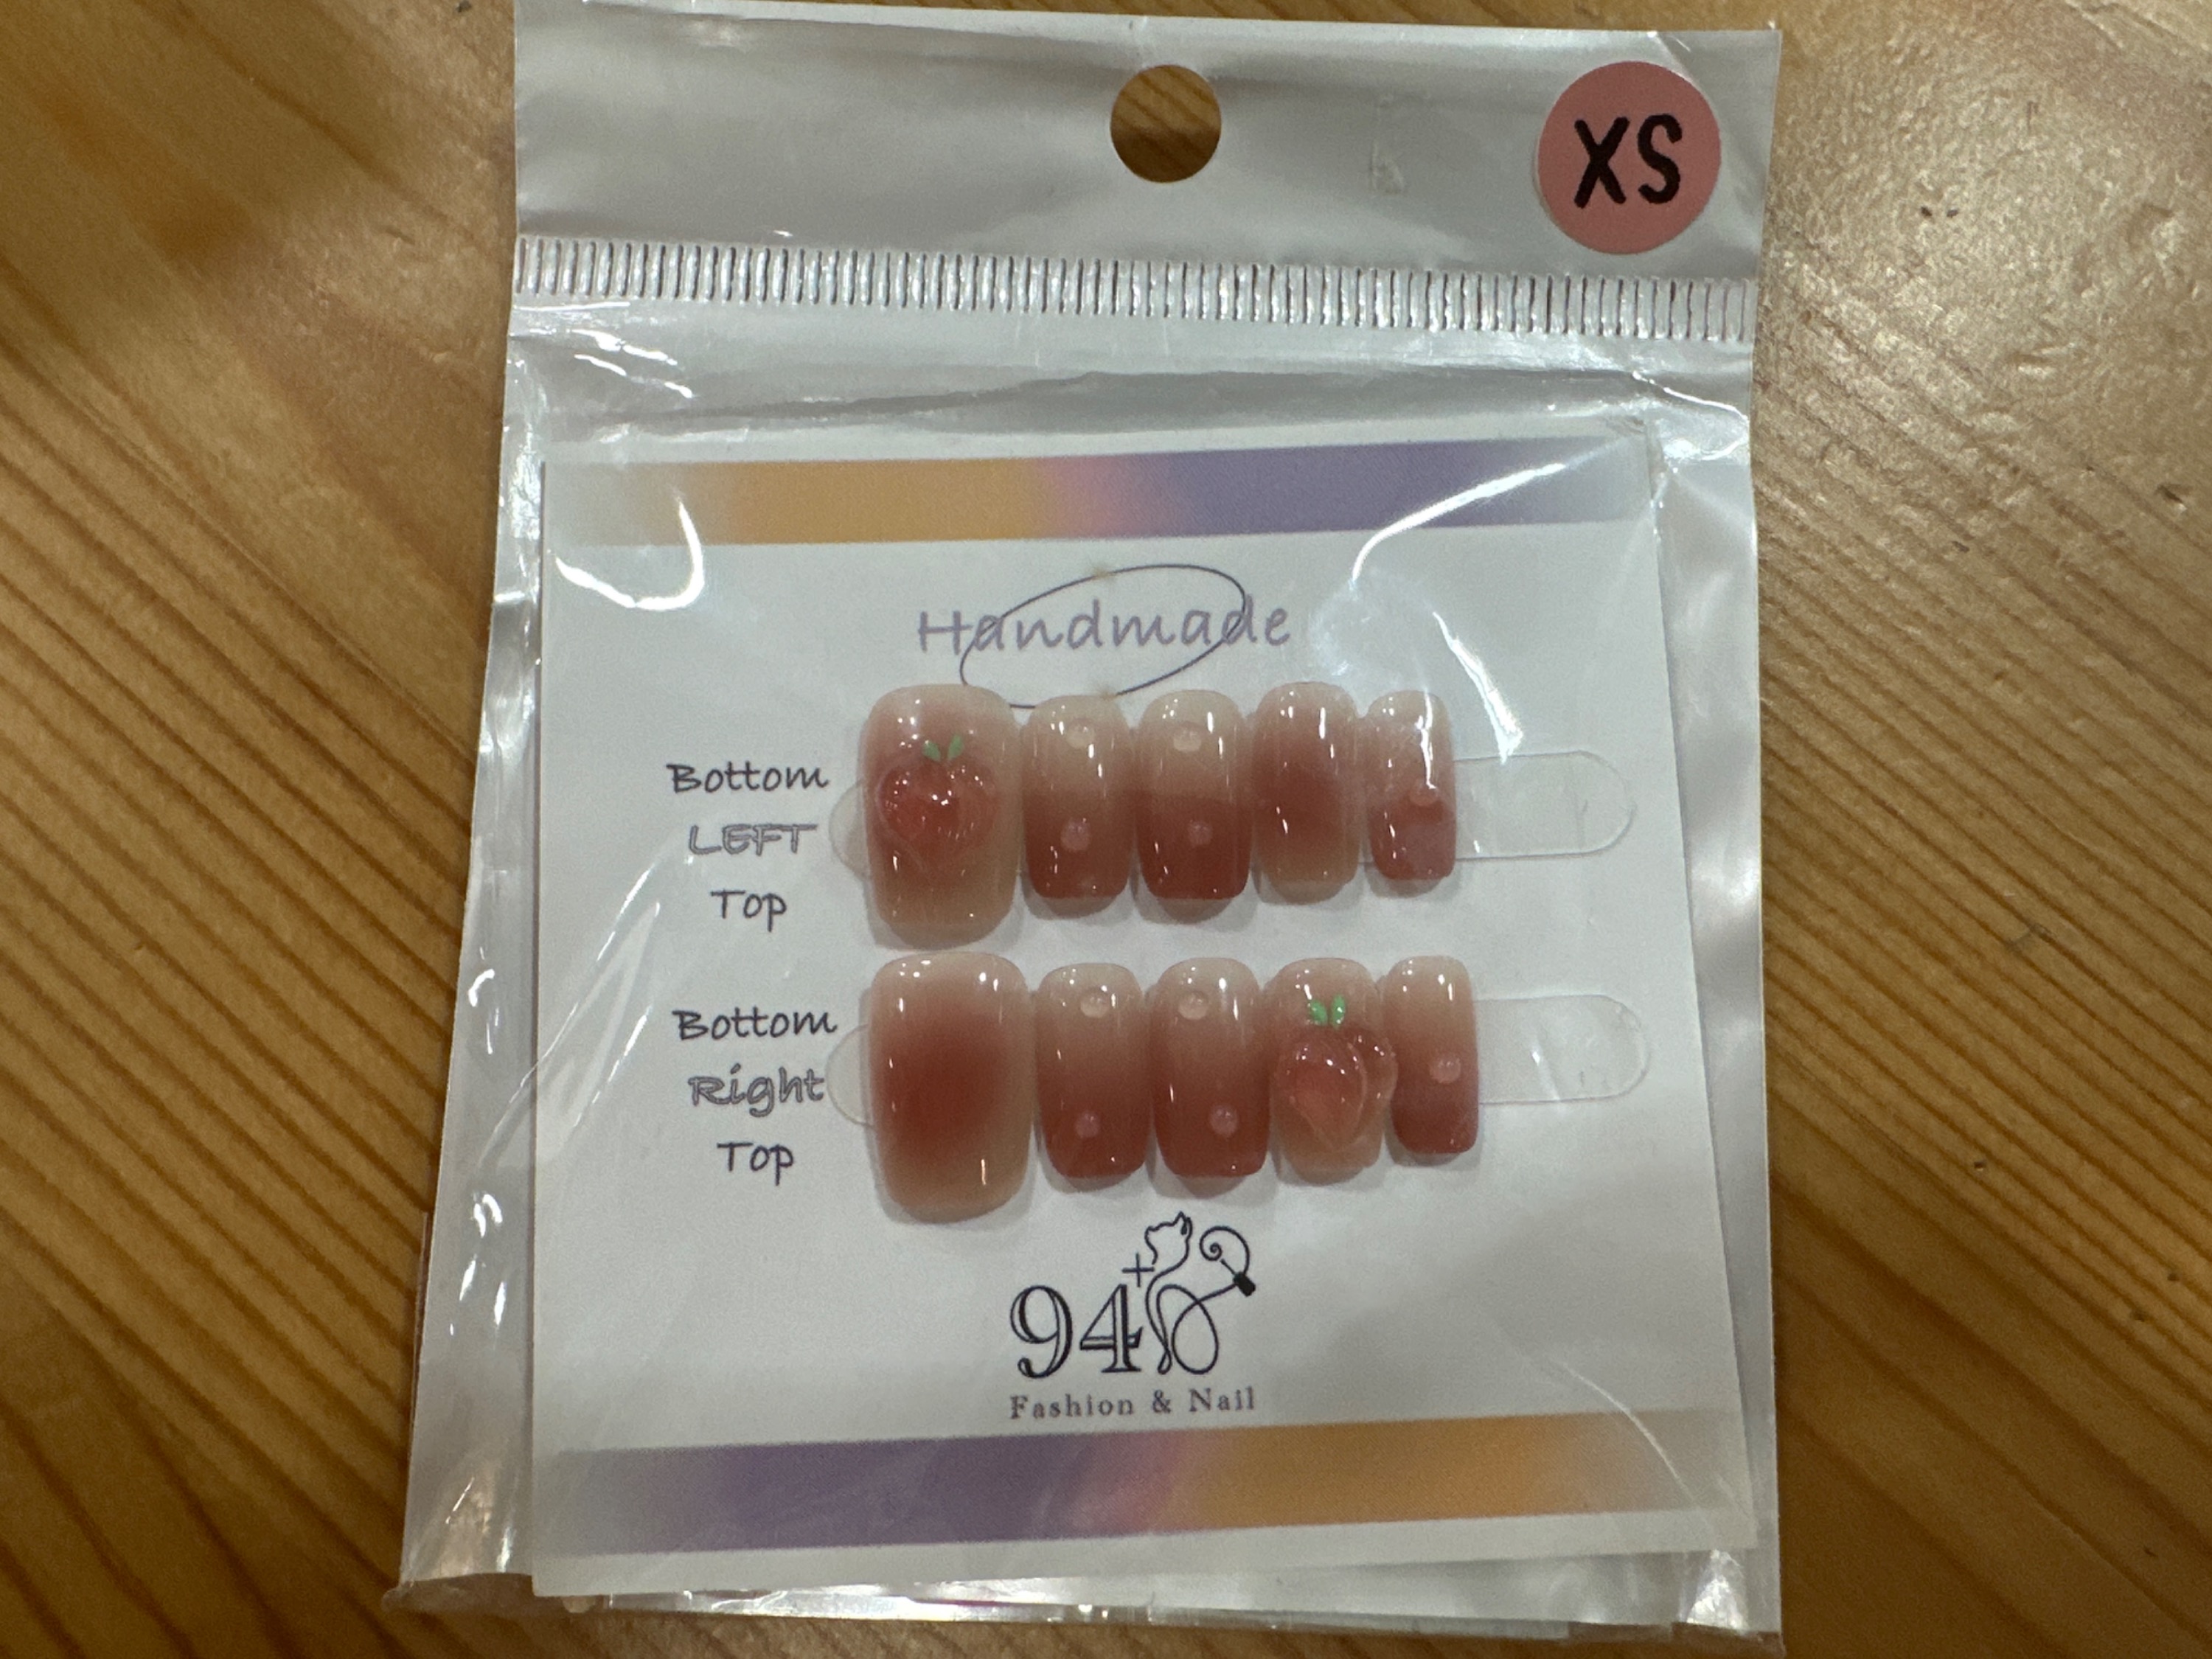 XS
Handmade
Bottom
LEFT
Top
Bottom
Right
Top
94+
Fashion & Nail